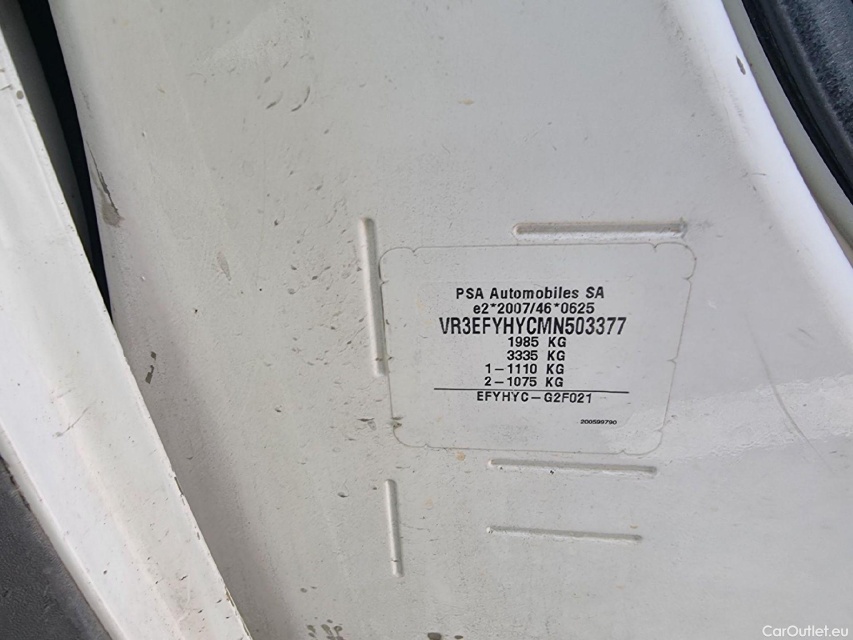 PSA Automobiles SA
e2*2007/46*0625
VR3EFYHYCMN503377
1985 KG
3335 KG
1-1110 KG
2-1075 KG
EFYHYC-G2F021
200599790
CarOutlet.eu